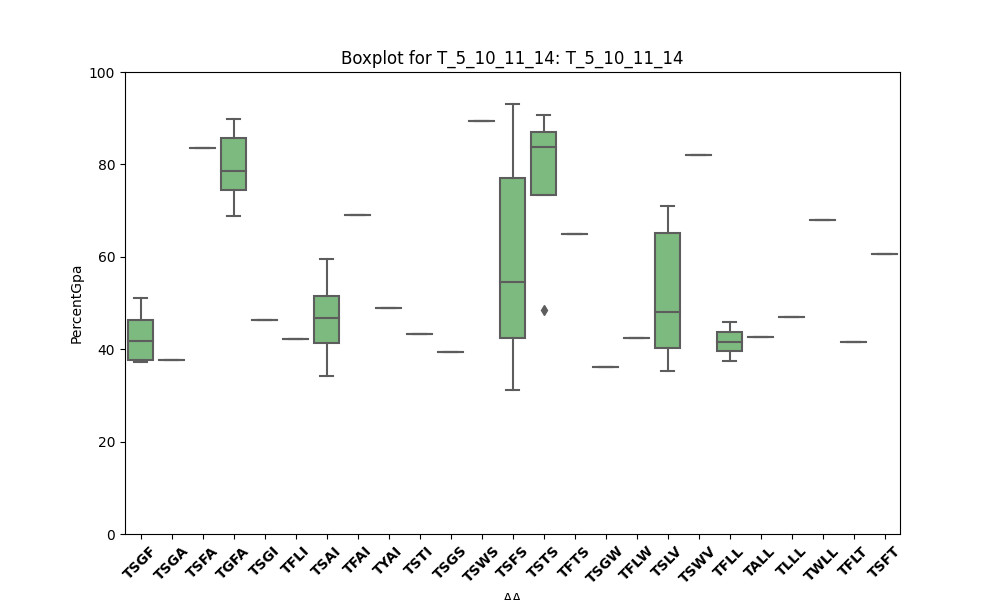 Boxplot for T_5_10_11_14: T_5_10_11_14
100
80
60
40
20
0
PercentGpa
TSGF TSGA TSFA TGFA TSGI TFLI TSAI TFAI TYAI TSTI TSGS TSWS TSFS TSTS TFTS TSGW TFLW TSLV TSWV TFLL TALL TLLL TWLL TFLT TSFT
AA